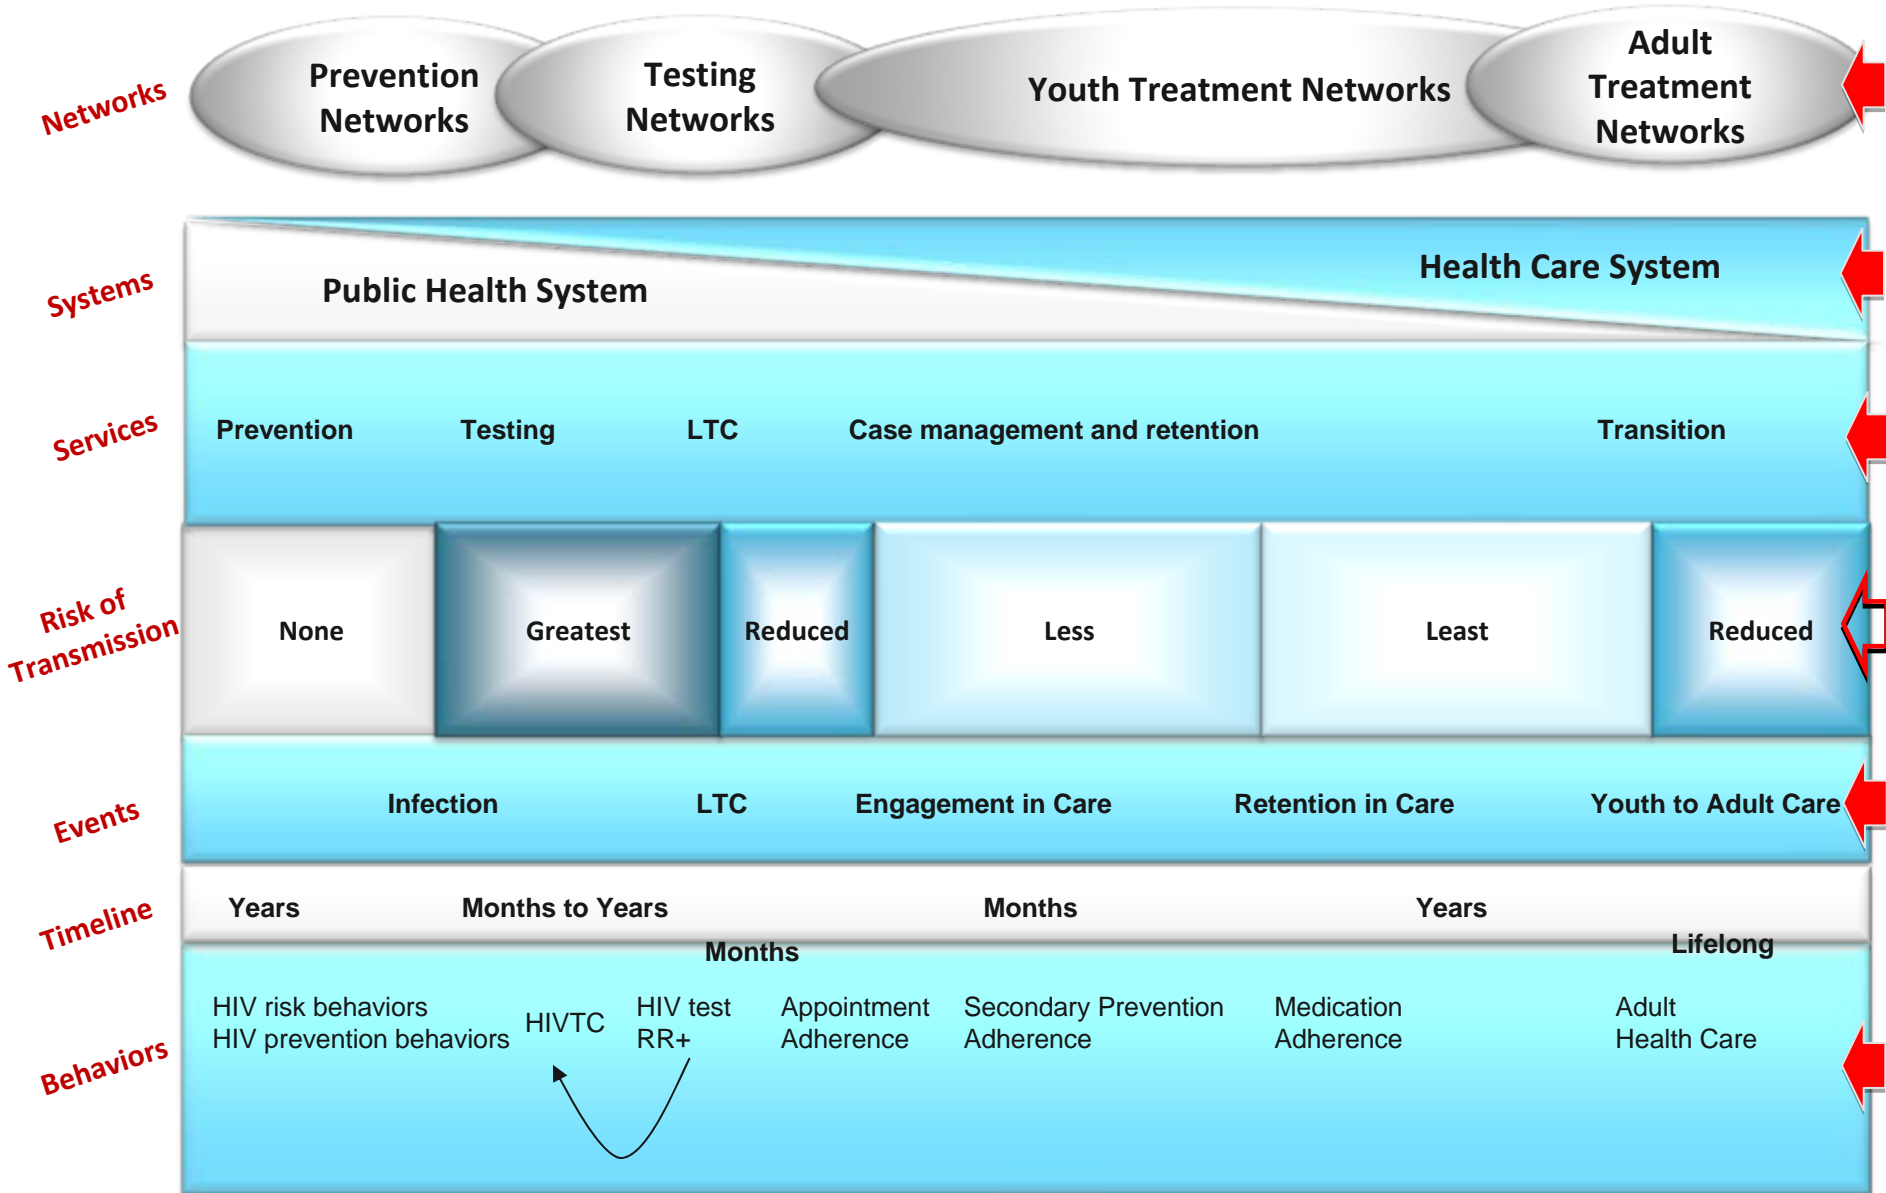 Networks
Prevention
Networks
Testing
Networks
Youth Treatment Networks
Adult
Treatment
Networks
Systems
Public Health System
Health Care System
Services
Prevention
Testing
LTC
Case management and retention
Transition
Risk of
Transmission
None
Greatest
Reduced
Less
Least
Reduced
Events
Infection
LTC
Engagement in Care
Retention in Care
Youth to Adult Care
Timeline
Years
Months to Years
Months
Months
Years
Lifelong
Behaviors
HIV risk behaviors
HIV prevention behaviors
HIVTC
HIV test
RR+
Appointment
Adherence
Secondary Prevention
Adherence
Medication
Adherence
Adult
Health Care